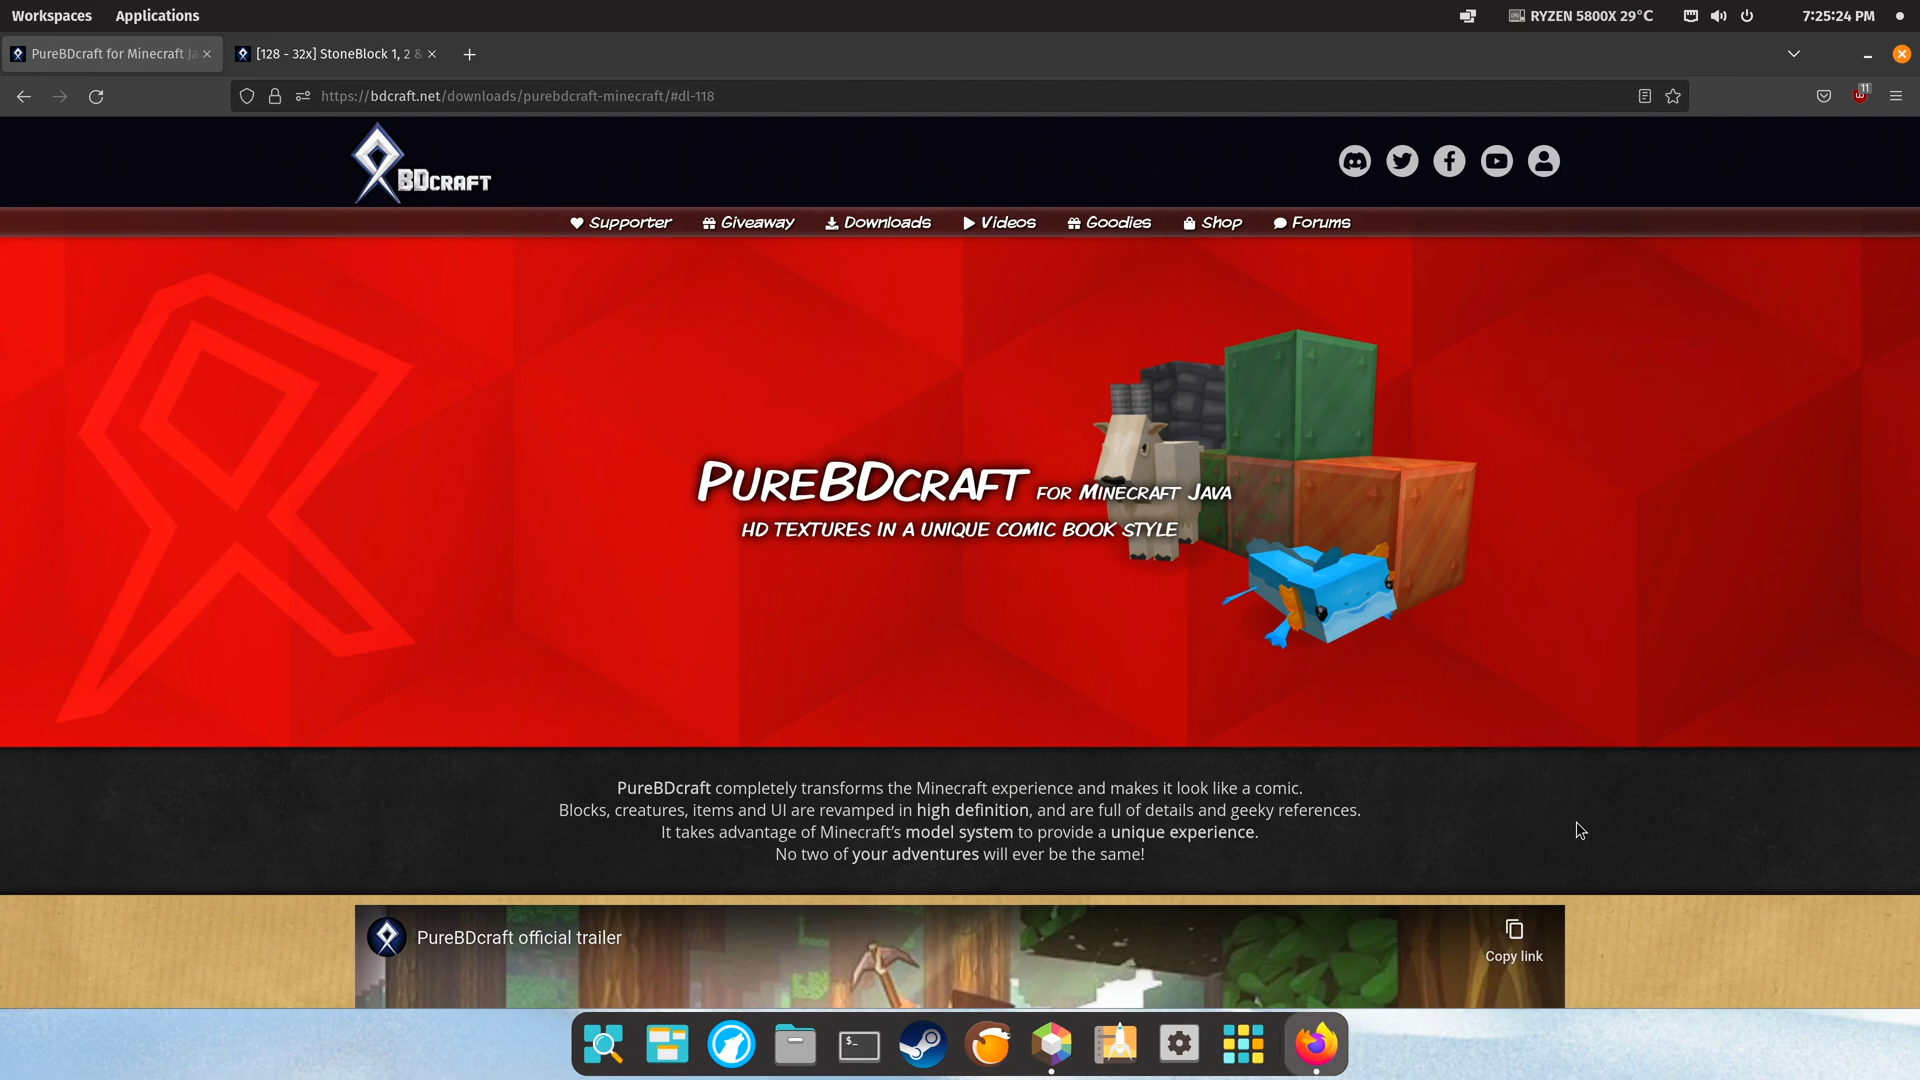 Workspaces Applications RYZEN 5800X 29°C 7:25:24 PM
PureBDcraft for Minecraft Ja [128 - 32x] StoneBlock 1, 2 &
https://bdcraft.net/downloads/purebdcraft-minecraft/#dl-118 11
BDCRAFT
Supporter Giveaway Downloads Videos Goodies Shop Forums
PUREBDCRAFT FOR MINECRAFT JAVA
HD TEXTURES IN A UNIQUE COMIC BOOK STYLE
PureBDcraft completely transforms the Minecraft experience and makes it look like a comic.
Blocks, creatures, items and UI are revamped in high definition, and are full of details and geeky references.
It takes advantage of Minecraft’s model system to provide a unique experience.
No two of your adventures will ever be the same!
PureBDcraft official trailer
Copy link
$_